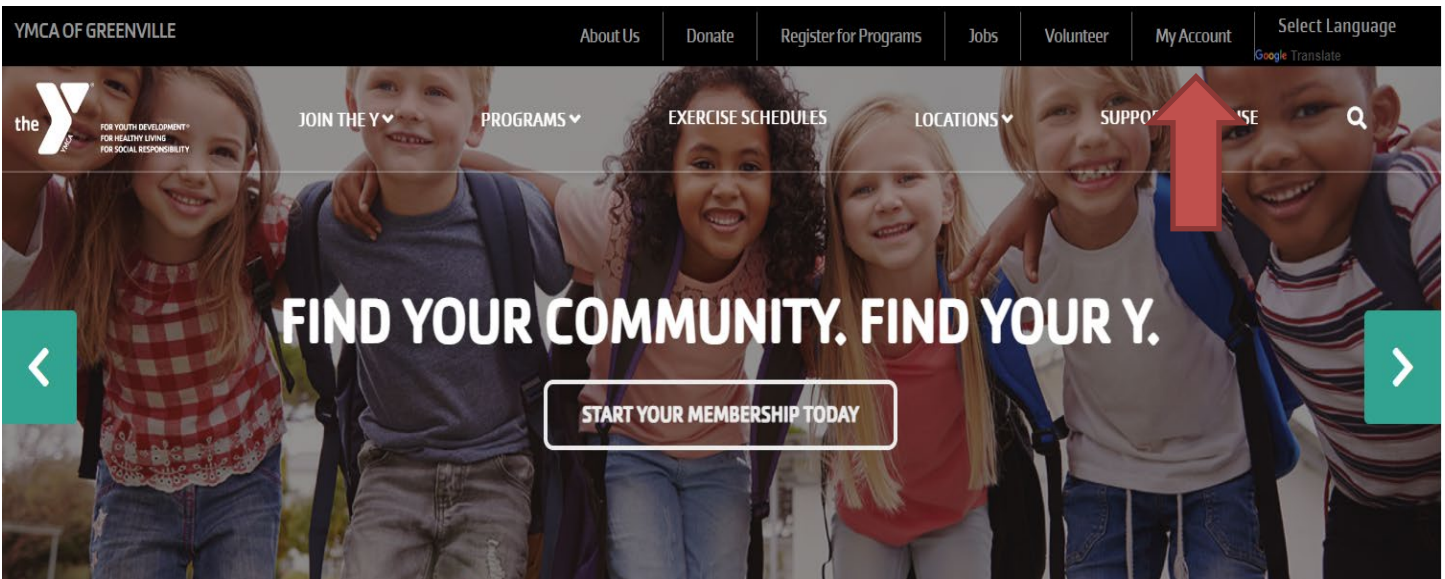 YMCA OF GREENVILLE
About Us
Donate
Register for Programs
Jobs
Volunteer
My Account
Select Language
Google Translate
the
YMCA
FOR YOUTH DEVELOPMENT®
FOR HEALTHY LIVING
FOR SOCIAL RESPONSIBILITY
JOIN THE Y
PROGRAMS
EXERCISE SCHEDULES
LOCATIONS
FIND YOUR COMMUNITY. FIND YOUR Y.
START YOUR MEMBERSHIP TODAY